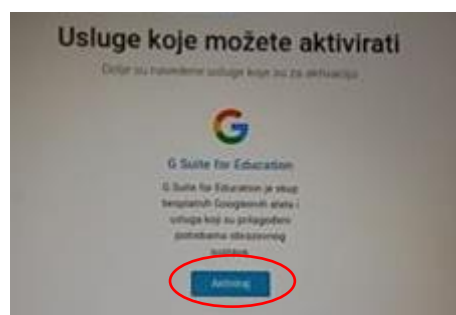 Usluge koje možete aktivirati
Dolje su navedene usluge koje su za aktivaciju
G
G Suite for Education
G Suite for Education je skup
besplatnih Googleovih alata i
usluga koji su prilagođeni
potrebama obrazovnog
sustava.
Aktiviraj